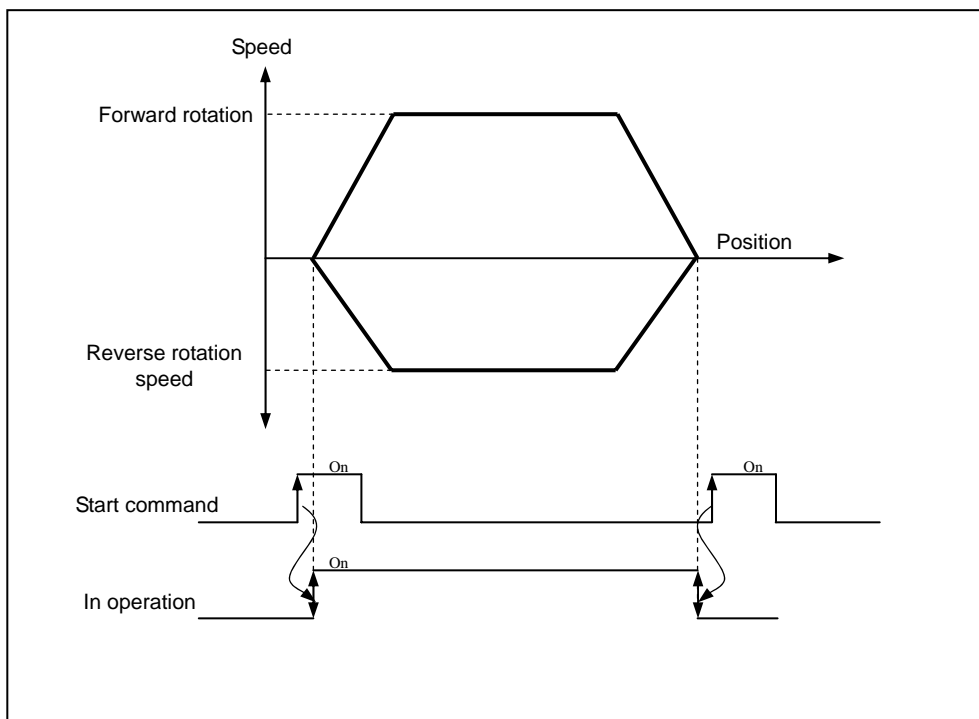 Speed
Forward rotation
Position
Reverse rotation
speed
On
On
Start command
On
In operation